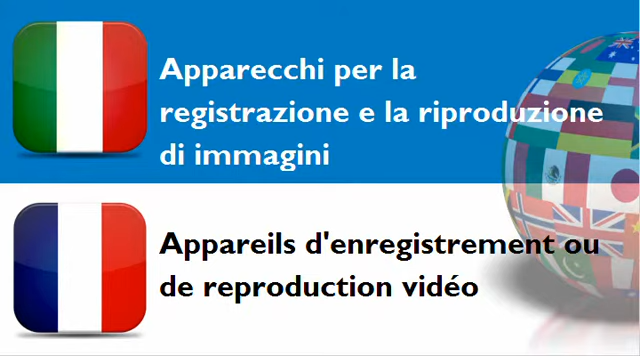 Apparecchi per la
registrazione e la riproduzione
di immagini
Appareils d'enregistrement ou
de reproduction vidéo